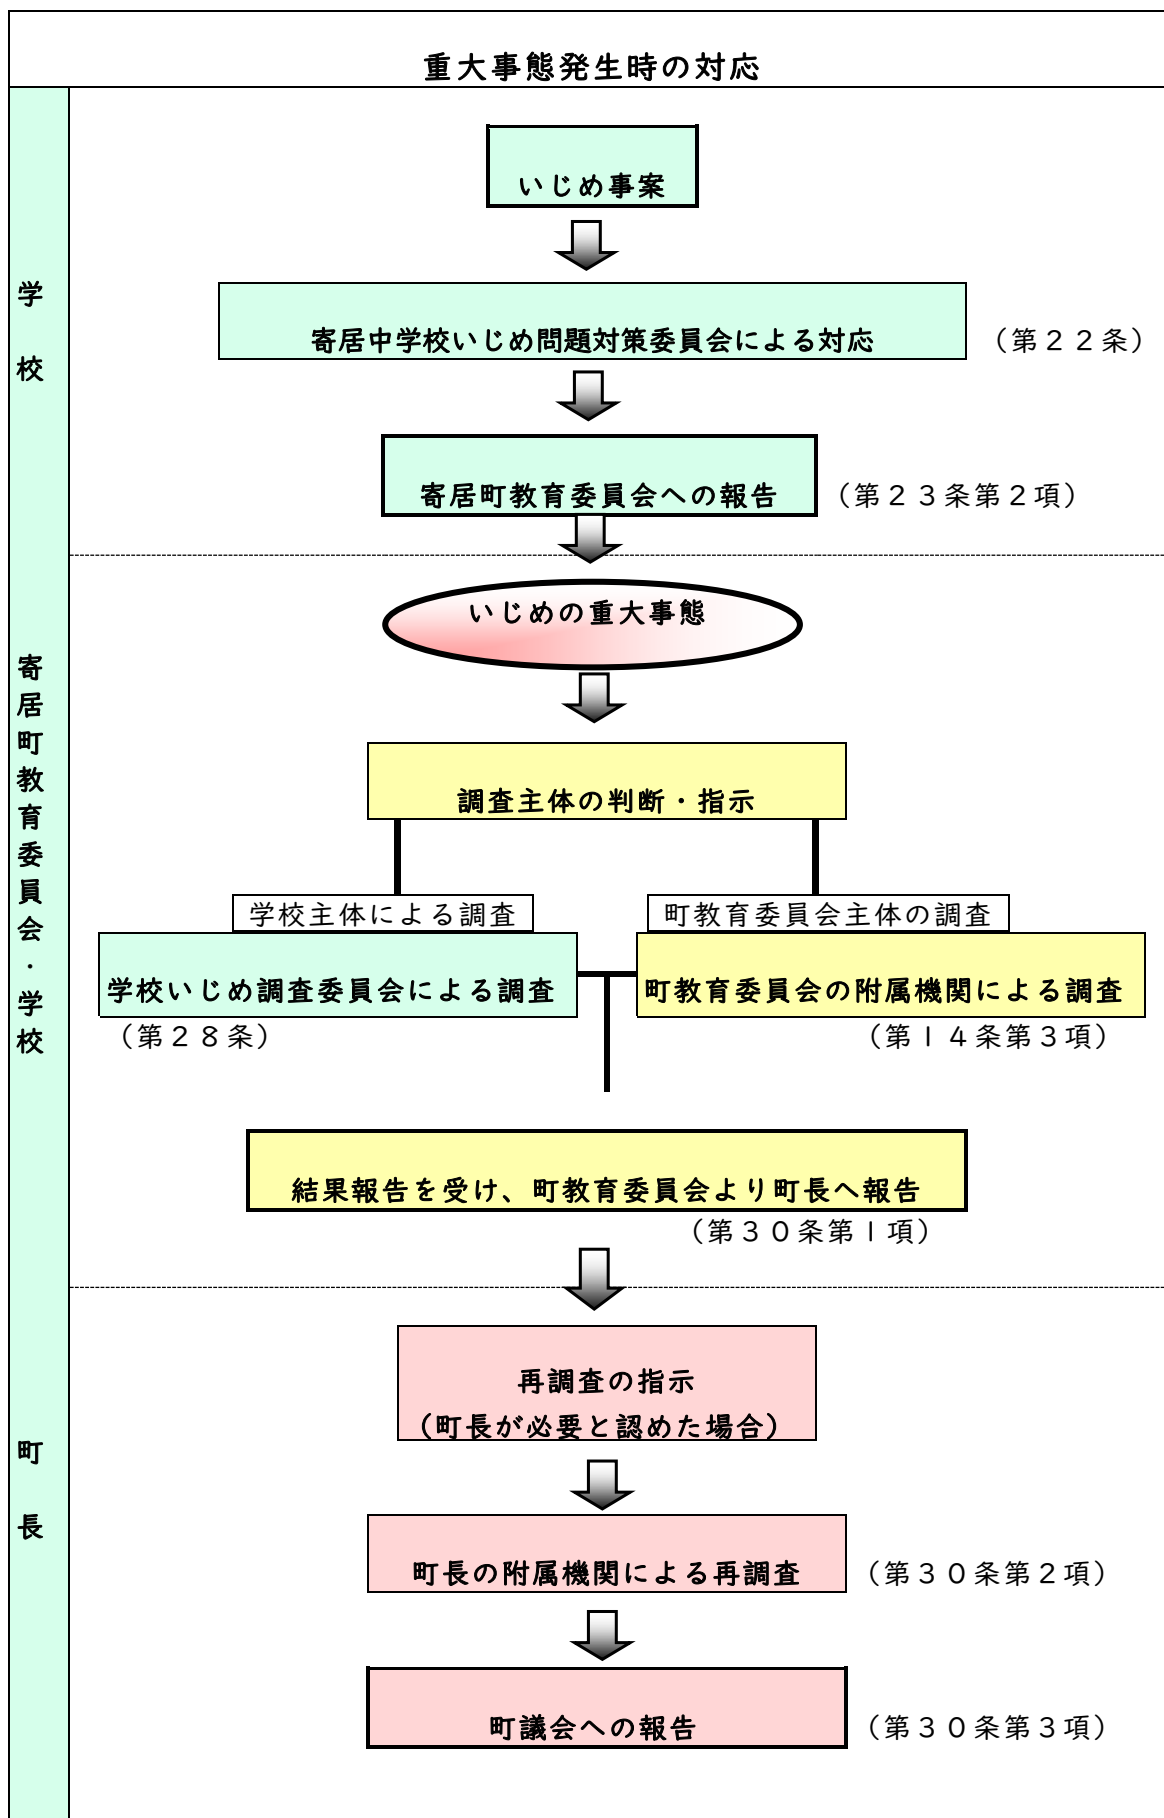 重大事態発生時の対応
学校
いじめ事案
寄居中学校いじめ問題対策委員会による対応
（第２２条）
寄居町教育委員会への報告
（第２３条第２項）
寄居町教育委員会・学校
いじめの重大事態
調査主体の判断・指示
学校主体による調査
町教育委員会主体の調査
学校いじめ調査委員会による調査
町教育委員会の附属機関による調査
（第２８条）
（第１４条第３項）
結果報告を受け、町教育委員会より町長へ報告
（第３０条第１項）
町長
再調査の指示
（町長が必要と認めた場合）
町長の附属機関による再調査
（第３０条第２項）
町議会への報告
（第３０条第３項）